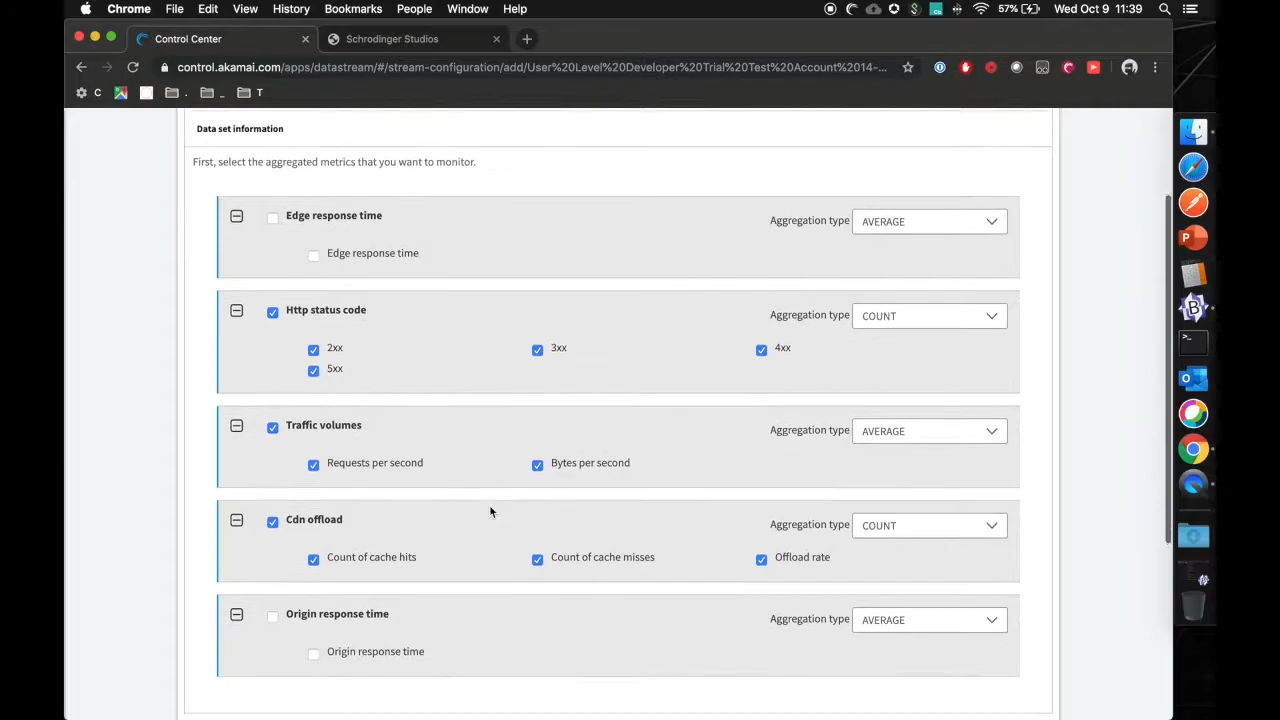 Chrome File Edit View History Bookmarks People Window Help 57% Wed Oct 9 11:39
Control Center Schrodinger Studios
control.akamai.com/apps/datastream/#/stream-configuration/add/User%20Level%20Developer%20Trial%20Test%20Account%2014-...
C . _ T
Data set information
First, select the aggregated metrics that you want to monitor.
Edge response time Aggregation type AVERAGE
Edge response time
Http status code Aggregation type COUNT
2xx 3xx 4xx
5xx
Traffic volumes Aggregation type AVERAGE
Requests per second Bytes per second
Cdn offload Aggregation type COUNT
Count of cache hits Count of cache misses Offload rate
Origin response time Aggregation type AVERAGE
Origin response time